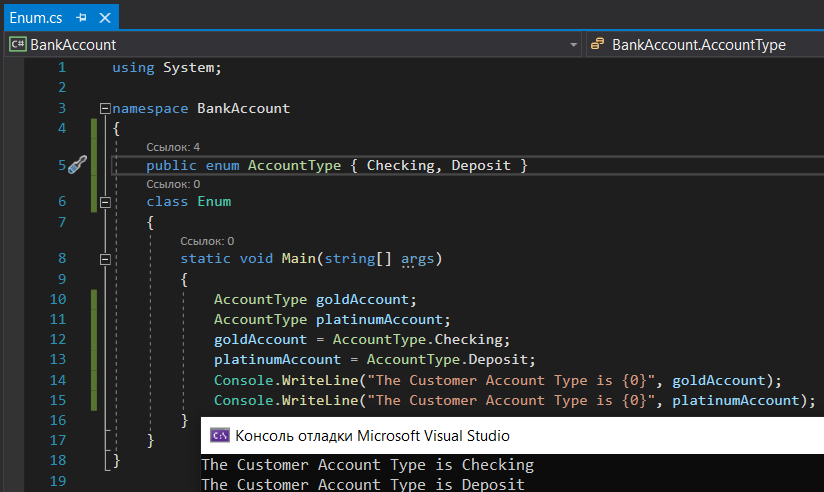 Enum.cs
BankAccount BankAccount.AccountType
1 using System;
2
3 namespace BankAccount
4 {
Ссылок: 4
5 public enum AccountType { Checking, Deposit }
Ссылок: 0
6 class Enum
7 {
Ссылок: 0
8 static void Main(string[] args)
9 {
10 AccountType goldAccount;
11 AccountType platinumAccount;
12 goldAccount = AccountType.Checking;
13 platinumAccount = AccountType.Deposit;
14 Console.WriteLine("The Customer Account Type is {0}", goldAccount);
15 Console.WriteLine("The Customer Account Type is {0}", platinumAccount);
16 }
17 }
18 }
19
Консоль отладки Microsoft Visual Studio
The Customer Account Type is Checking
The Customer Account Type is Deposit